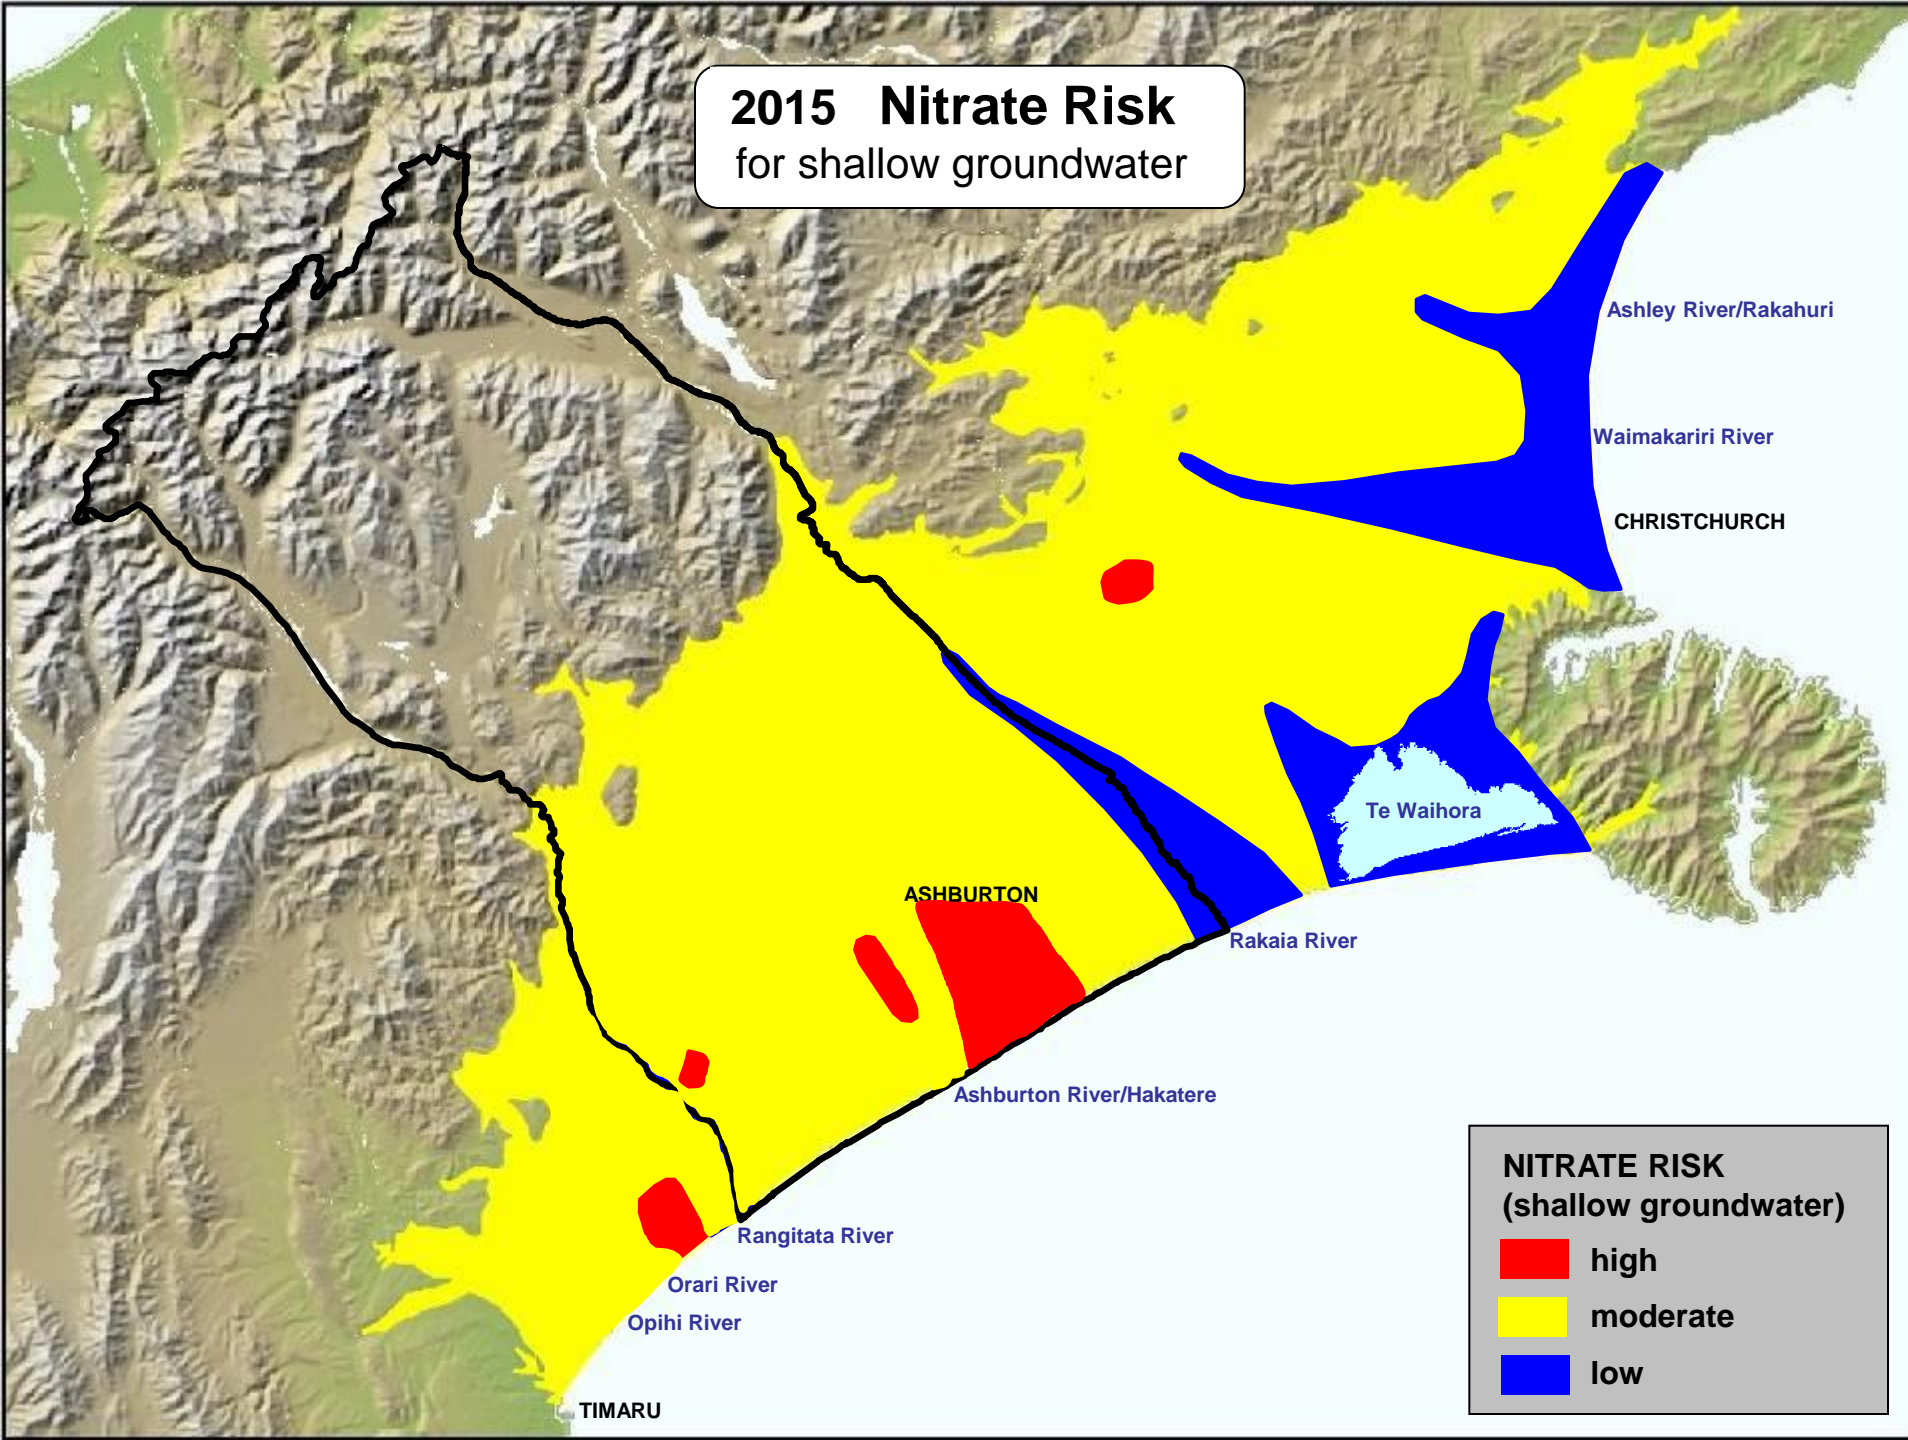 2015 Nitrate Risk
for shallow groundwater
Ashley River/Rakahuri
Waimakariri River
CHRISTCHURCH
Te Waihora
ASHBURTON
Rakaia River
Ashburton River/Hakatere
Rangitata River
Orari River
Opihi River
TIMARU
NITRATE RISK
(shallow groundwater)
high
moderate
low